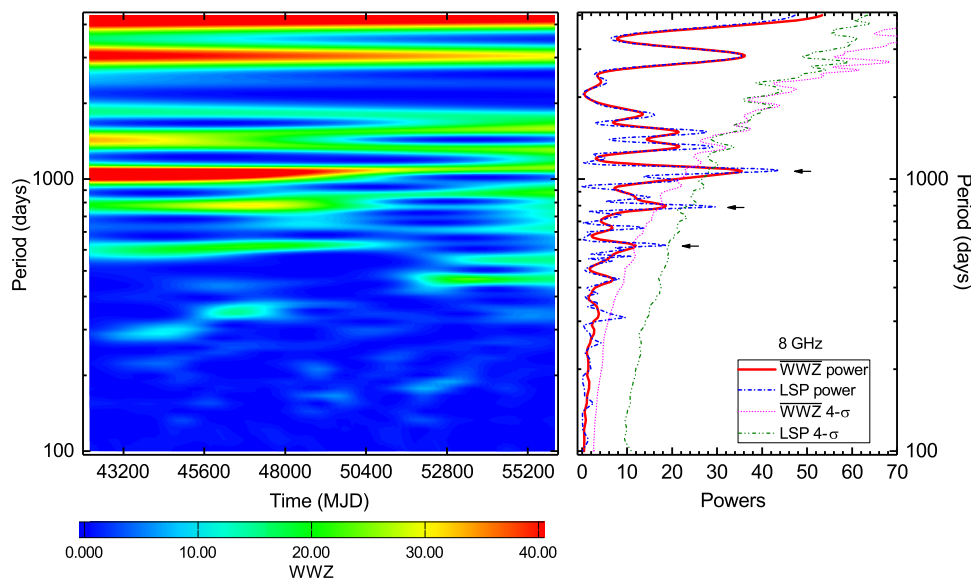 Period (days)
1000
100
43200 45600 48000 50400 52800 55200
Time (MJD)
0.000 10.00 20.00 30.00 40.00
WWZ
8 GHz
WWZ power
LSP power
WWZ 4-σ
LSP 4-σ
1000
100
Period (days)
0 10 20 30 40 50 60 70
Powers